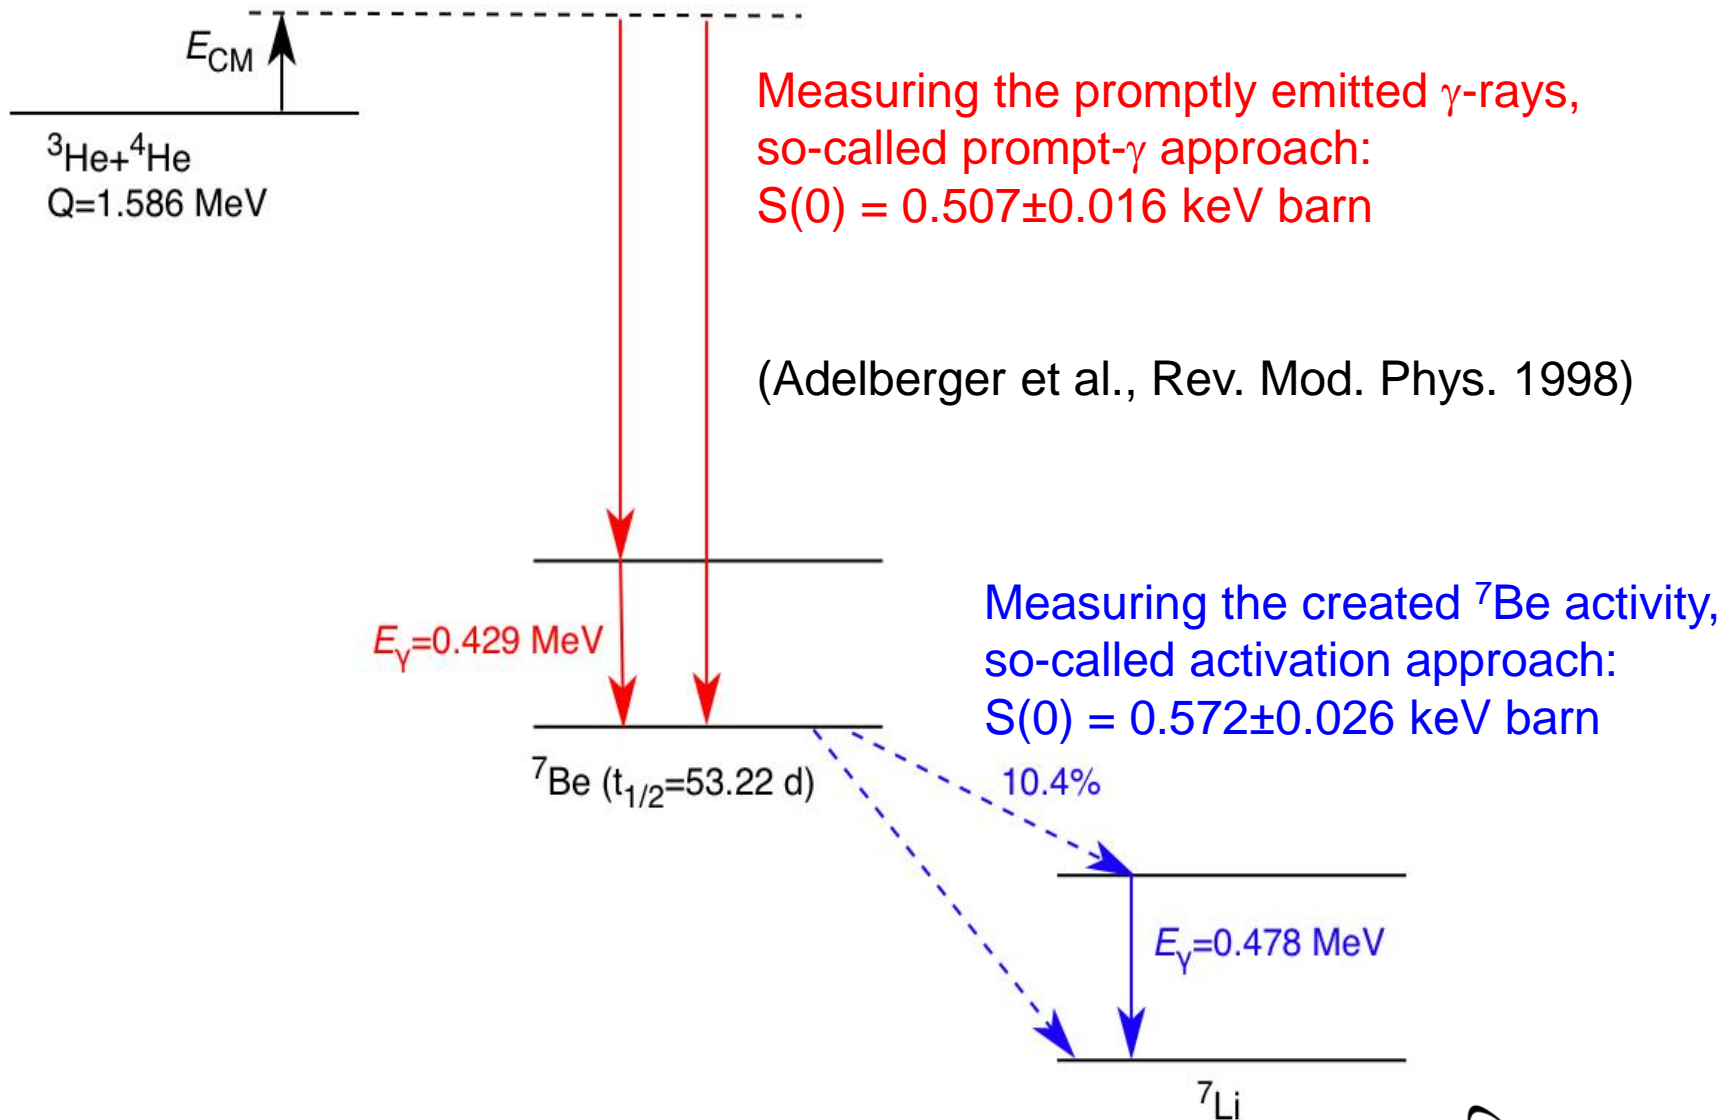 E_CM
³He+⁴He
Q=1.586 MeV
Measuring the promptly emitted γ-rays,
so-called prompt-γ approach:
S(0) = 0.507±0.016 keV barn
(Adelberger et al., Rev. Mod. Phys. 1998)
E_γ=0.429 MeV
Measuring the created ⁷Be activity,
so-called activation approach:
S(0) = 0.572±0.026 keV barn
⁷Be (t_1/2=53.22 d)
10.4%
E_γ=0.478 MeV
⁷Li